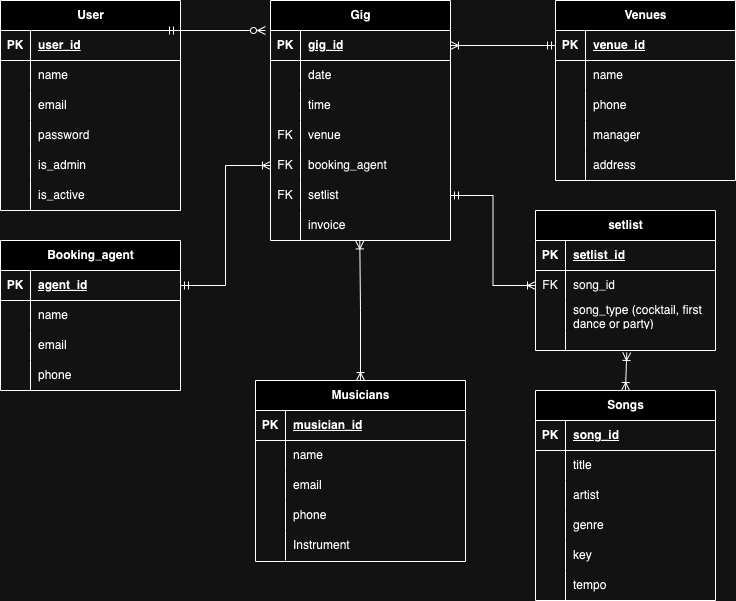 User
PK user_id
name
email
password
is_admin
is_active
Gig
PK gig_id
date
time
FK venue
FK booking_agent
FK setlist
invoice
Venues
PK venue_id
name
phone
manager
address
Booking_agent
PK agent_id
name
email
phone
setlist
PK setlist_id
FK song_id
song_type (cocktail, first
dance or party)
Musicians
PK musician_id
name
email
phone
Instrument
Songs
PK song_id
title
artist
genre
key
tempo